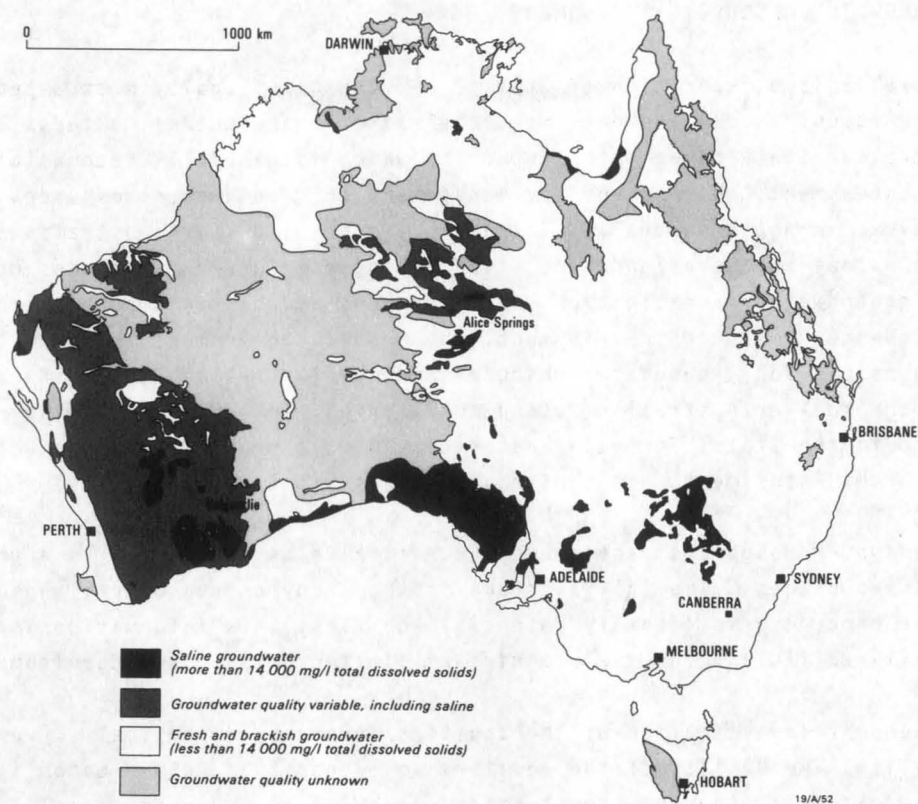 0 1000 km
DARWIN
Alice Springs
BRISBANE
PERTH
ADELAIDE
SYDNEY
CANBERRA
MELBOURNE
HOBART
Saline groundwater
(more than 14 000 mg/l total dissolved solids)
Groundwater quality variable, including saline
Fresh and brackish groundwater
(less than 14 000 mg/l total dissolved solids)
Groundwater quality unknown
19/A/52